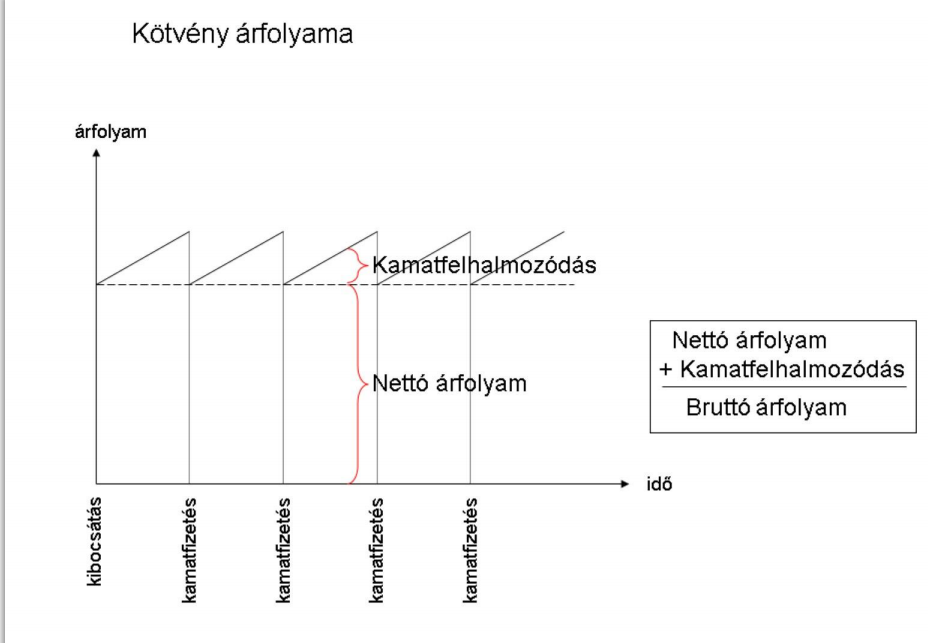 Kötvény árfolyama
árfolyam
Kamatfelhalmozódás
Nettó árfolyam
Nettó árfolyam
+ Kamatfelhalmozódás
Bruttó árfolyam
idő
kibocsátás
kamatfizetés
kamatfizetés
kamatfizetés
kamatfizetés